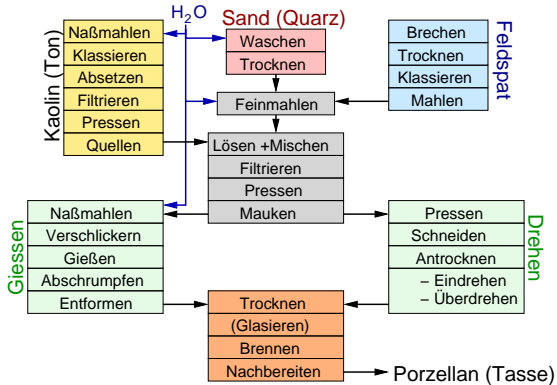 H₂O
Sand (Quarz)
Kaolin (Ton)
Naßmahlen
Klassieren
Absetzen
Filtrieren
Pressen
Quellen
Waschen
Trocknen
Feldspat
Brechen
Trocknen
Klassieren
Mahlen
Feinmahlen
Lösen +Mischen
Filtrieren
Pressen
Mauken
Giessen
Naßmahlen
Verschlickern
Gießen
Abschrumpfen
Entformen
Drehen
Pressen
Schneiden
Antrocknen
– Eindrehen
– Überdrehen
Trocknen
(Glasieren)
Brennen
Nachbereiten
Porzellan (Tasse)